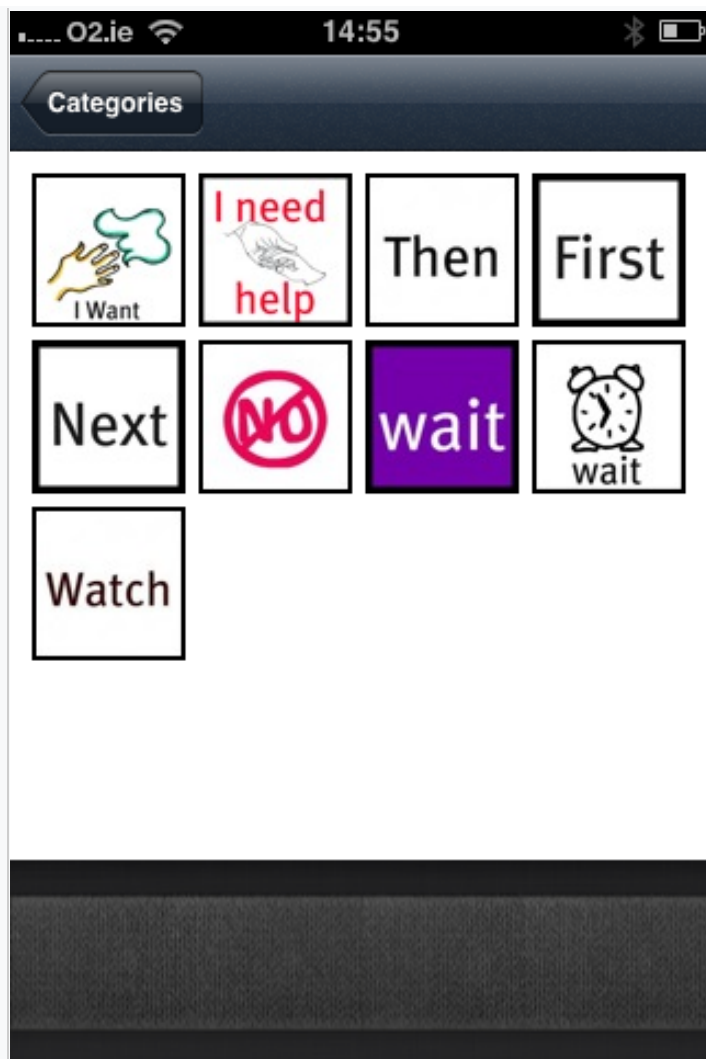 O2.ie 14:55
Categories
I Want
I need
help
Then
First
Next
NO
wait
wait
Watch